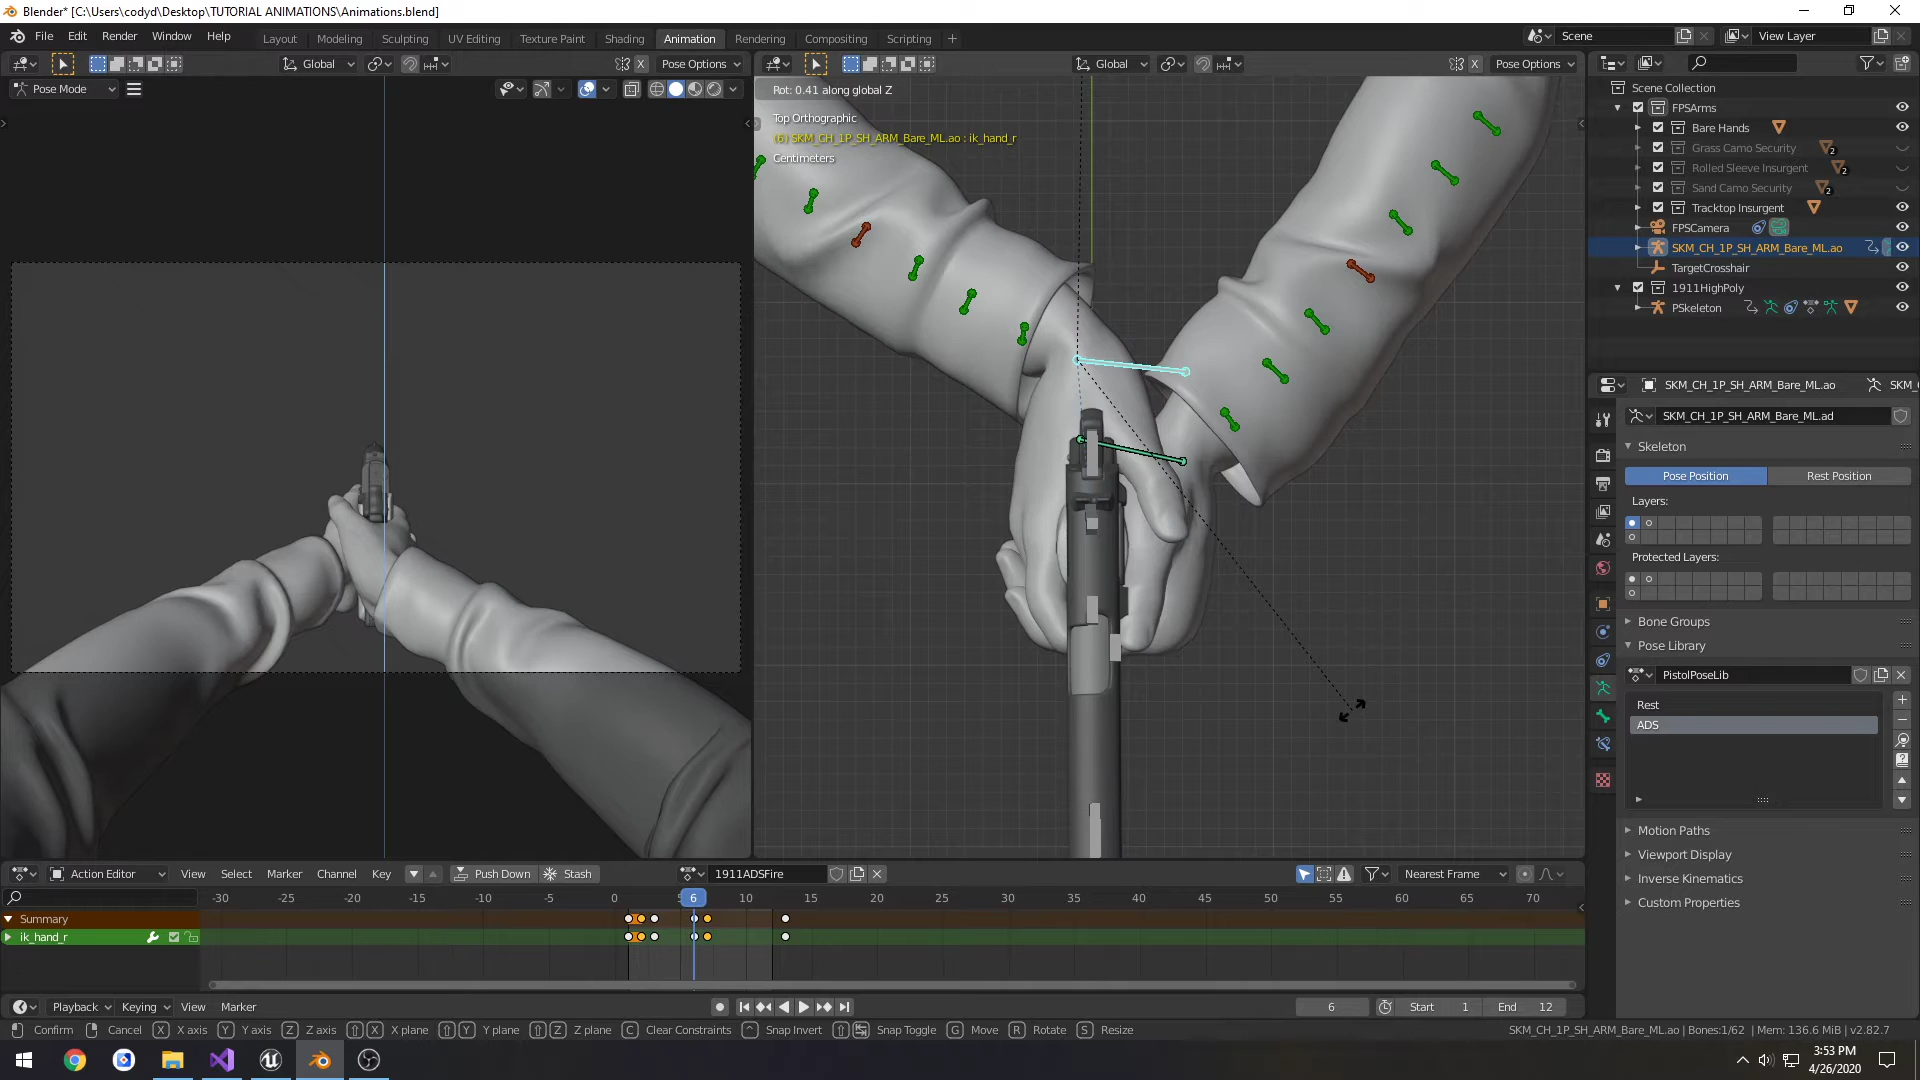 Blender* [C:\Users\codyd\Desktop\TUTORIAL ANIMATIONS\Animations.blend]
File Edit Render Window Help Layout Modeling Sculpting UV Editing Texture Paint Shading Animation Rendering Compositing Scripting + Scene View Layer
Global Pose Options Global Pose Options
Pose Mode
Rot: 0.41 along global Z
Top Orthographic
(6) SKM_CH_1P_SH_ARM_Bare_ML.ao : ik_hand_r
Centimeters
Scene Collection
FPSArms
Bare Hands
Grass Camo Security 2
Rolled Sleeve Insurgent 2
Sand Camo Security 2
Tracktop Insurgent
FPSCamera
SKM_CH_1P_SH_ARM_Bare_ML.ao
TargetCrosshair
1911HighPoly
PSkeleton
SKM_CH_1P_SH_ARM_Bare_ML.ao SKM_
SKM_CH_1P_SH_ARM_Bare_ML.ad
Skeleton
Pose Position Rest Position
Layers:
Protected Layers:
Bone Groups
Pose Library
PistolPoseLib
Rest
ADS
Motion Paths
Viewport Display
Inverse Kinematics
Custom Properties
Action Editor View Select Marker Channel Key Push Down Stash 1911ADSFire Nearest Frame
-30 -25 -20 -15 -10 -5 0 5 6 10 15 20 25 30 35 40 45 50 55 60 65 70
Summary
ik_hand_r
Playback Keying View Marker 6 Start 1 End 12
Confirm Cancel X X axis Y Y axis Z Z axis X X plane Y Y plane Z Z plane C Clear Constraints Snap Invert Snap Toggle G Move R Rotate S Resize SKM_CH_1P_SH_ARM_Bare_ML.ao | Bones:1/62 | Mem: 136.6 MiB | v2.82.7
3:53 PM
4/26/2020